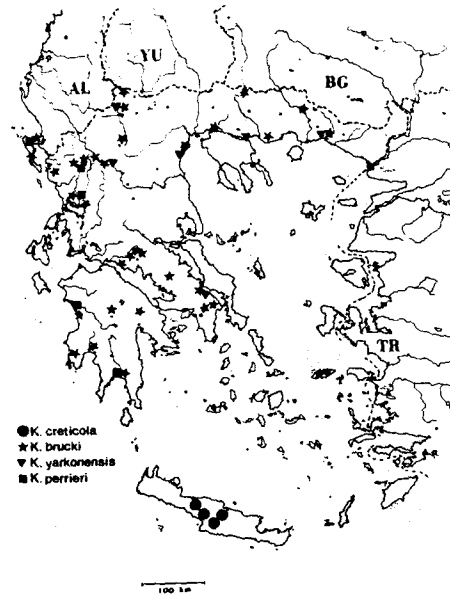 YU
BG
AL
TR
K. creticola
K. brucki
K. yarkonensis
K. perrieri
100 km